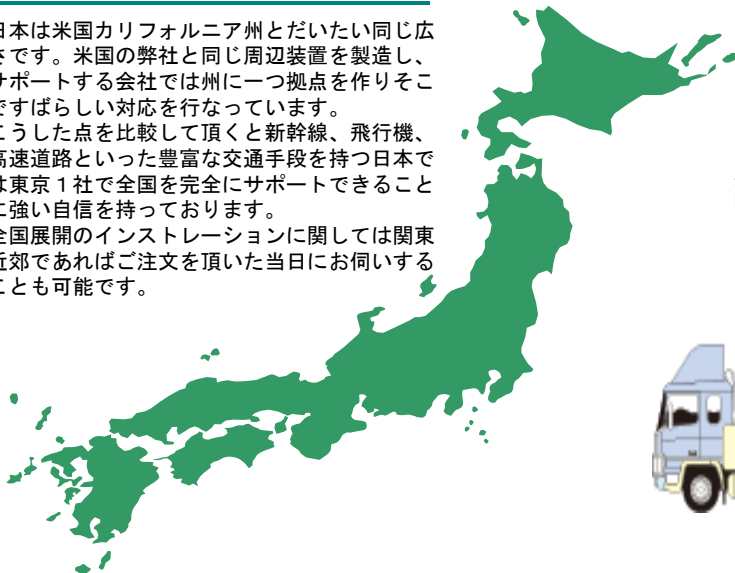 日本は米国カリフォルニア州とだいたい同じ広
さです。米国の弊社と同じ周辺装置を製造し、
サポートする会社では州に一つ拠点を作りそこ
ですばらしい対応を行なっています。
こうした点を比較して頂くと新幹線、飛行機、
高速道路といった豊富な交通手段を持つ日本で
は東京１社で全国を完全にサポートできること
に強い自信を持っております。
全国展開のインストレーションに関しては関東
近郊であればご注文を頂いた当日にお伺いする
ことも可能です。